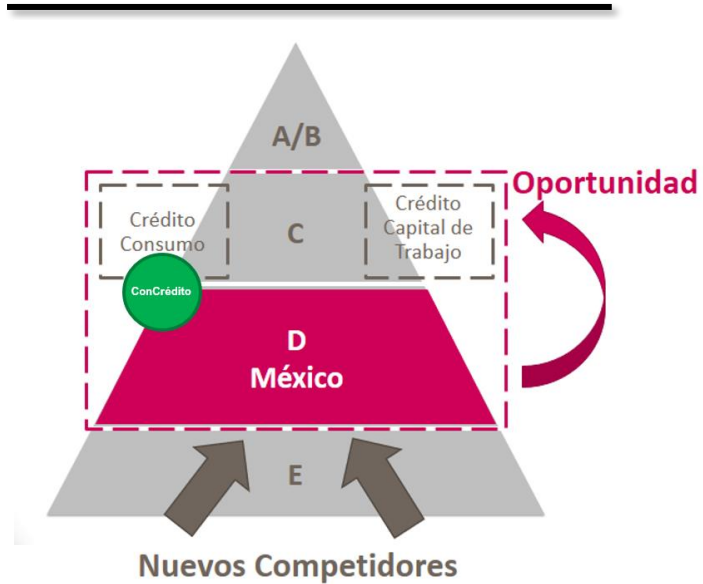 A/B
Oportunidad
Crédito
Consumo
C
Crédito
Capital de
Trabajo
ConCrédito
D
México
E
Nuevos Competidores